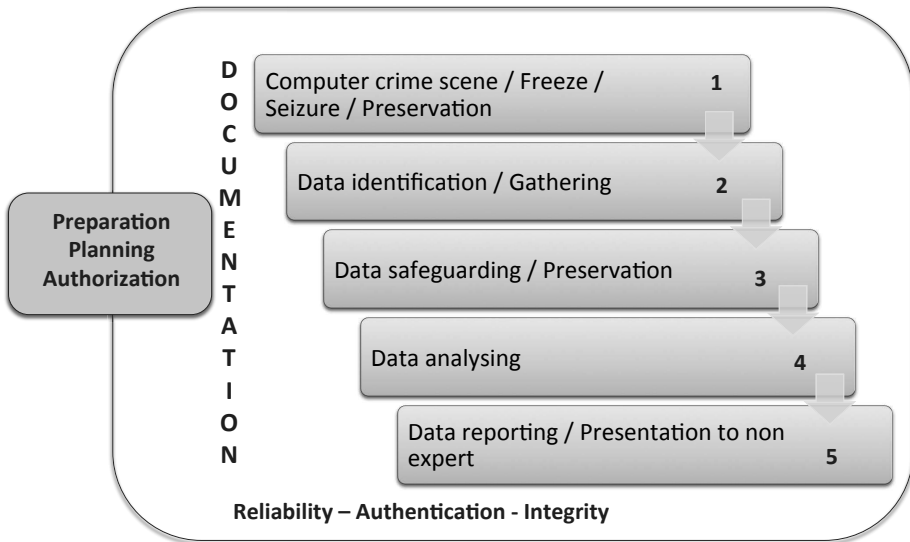 Preparation
Planning
Authorization
D
O
C
U
M
E
N
T
A
T
I
O
N
Computer crime scene / Freeze /
Seizure / Preservation
1
Data identification / Gathering
2
Data safeguarding / Preservation
3
Data analysing
4
Data reporting / Presentation to non
expert
5
Reliability – Authentication - Integrity